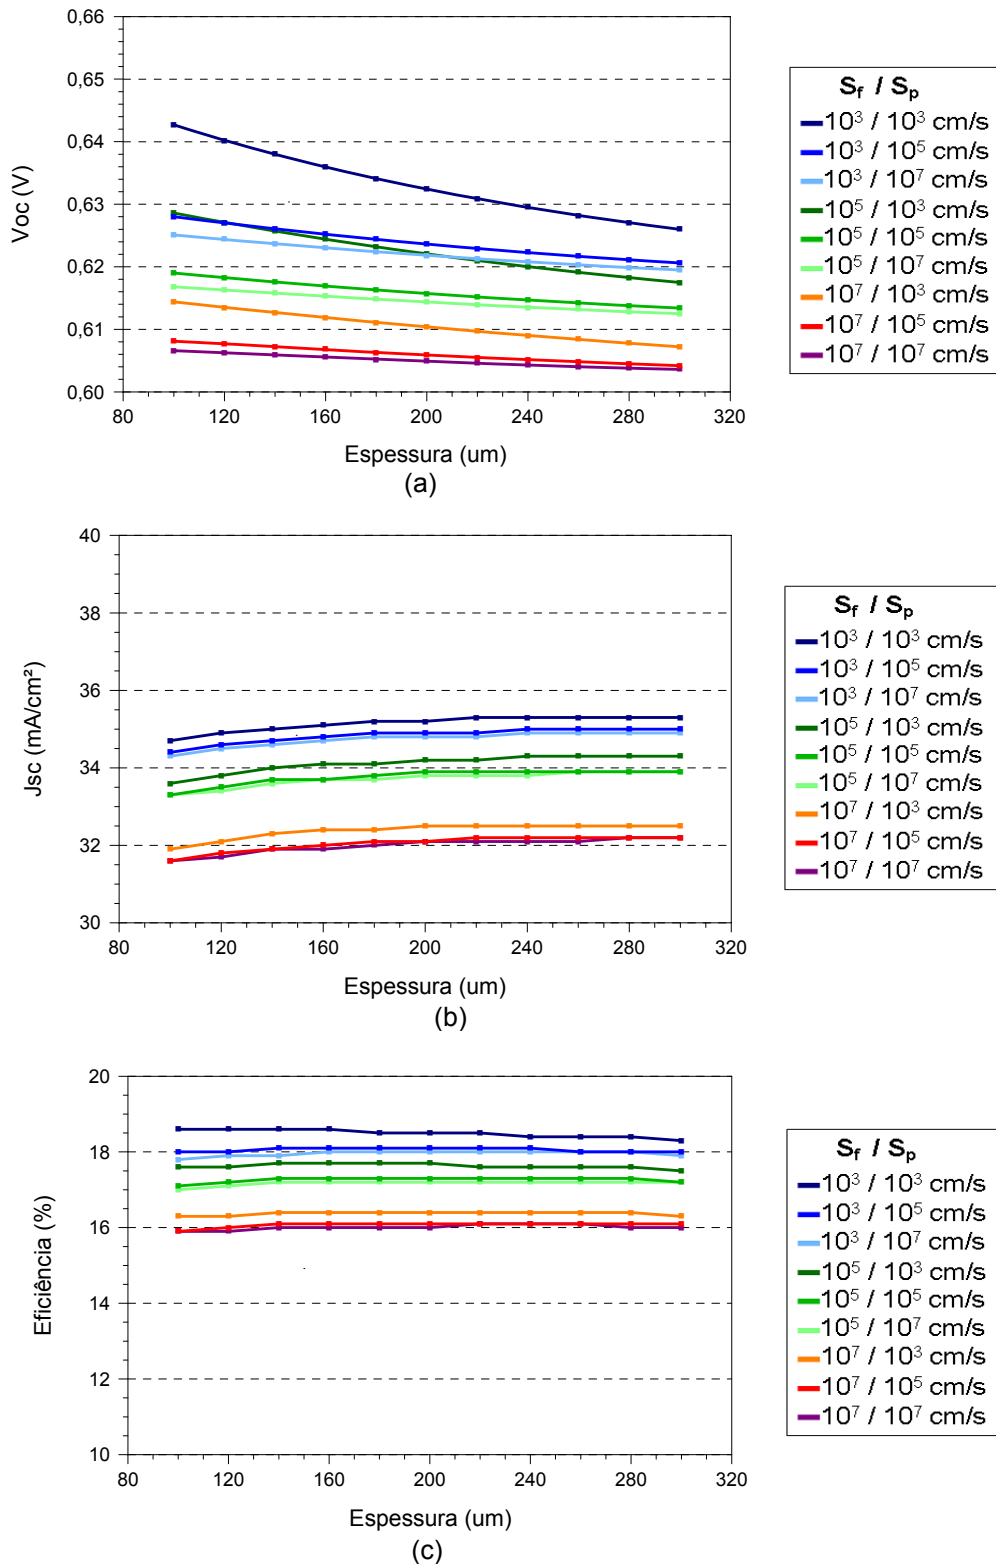 0,66
0,65
0,64
0,63
0,62
0,61
0,60
Voc (V)
80 120 160 200 240 280 320
Espessura (um)
(a)
S_f / S_p
10³ / 10³ cm/s
10³ / 10⁵ cm/s
10³ / 10⁷ cm/s
10⁵ / 10³ cm/s
10⁵ / 10⁵ cm/s
10⁵ / 10⁷ cm/s
10⁷ / 10³ cm/s
10⁷ / 10⁵ cm/s
10⁷ / 10⁷ cm/s
40
38
36
34
32
30
Jsc (mA/cm²)
80 120 160 200 240 280 320
Espessura (um)
(b)
S_f / S_p
10³ / 10³ cm/s
10³ / 10⁵ cm/s
10³ / 10⁷ cm/s
10⁵ / 10³ cm/s
10⁵ / 10⁵ cm/s
10⁵ / 10⁷ cm/s
10⁷ / 10³ cm/s
10⁷ / 10⁵ cm/s
10⁷ / 10⁷ cm/s
20
18
16
14
12
10
Eficiência (%)
80 120 160 200 240 280 320
Espessura (um)
(c)
S_f / S_p
10³ / 10³ cm/s
10³ / 10⁵ cm/s
10³ / 10⁷ cm/s
10⁵ / 10³ cm/s
10⁵ / 10⁵ cm/s
10⁵ / 10⁷ cm/s
10⁷ / 10³ cm/s
10⁷ / 10⁵ cm/s
10⁷ / 10⁷ cm/s